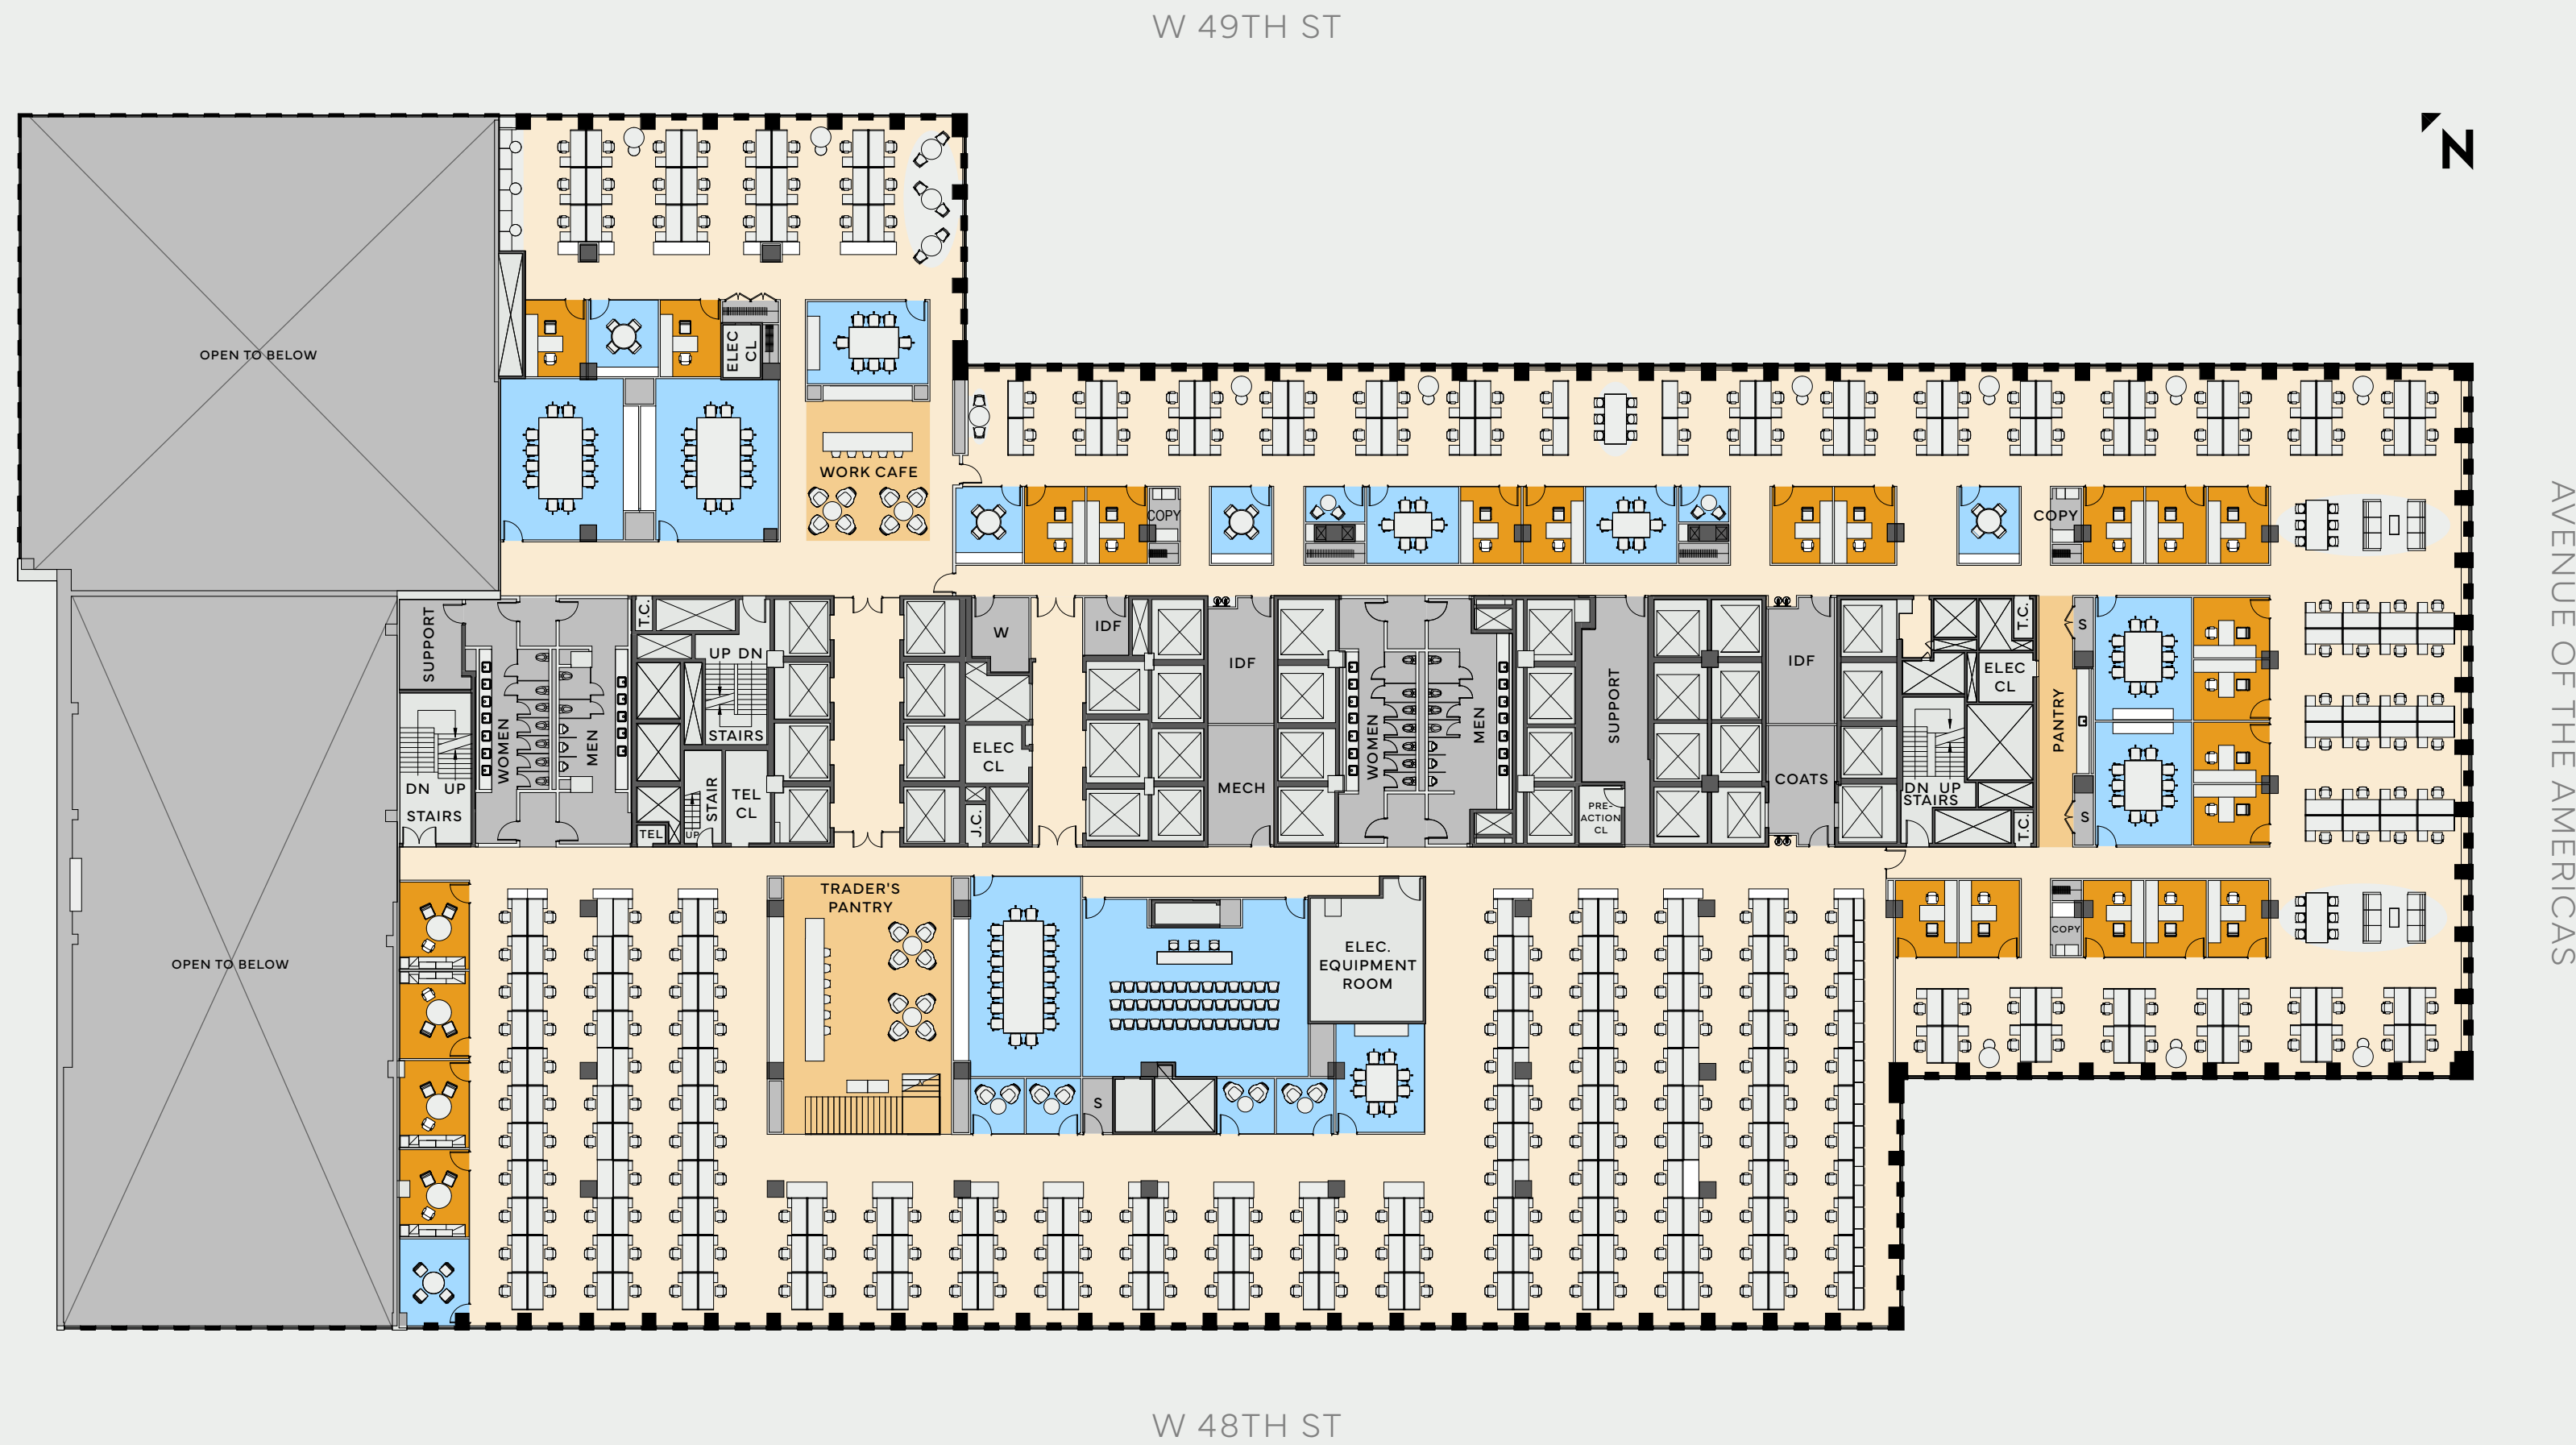 W 49TH ST
N
OPEN TO BELOW
ELEC
CL
WORK CAFE
COPY
COPY
AVENUE OF THE AMERICAS
SUPPORT
WOMEN
MEN
DN UP
STAIRS
T.C.
UP DN
STAIRS
STAIR
UP
TEL
CL
TEL
W
ELEC
CL
J.C.
IDF
IDF
MECH
WOMEN
MEN
SUPPORT
PRE-
ACTION
CL
IDF
COATS
T.C.
ELEC
CL
DN UP
STAIRS
T.C.
PANTRY
S
S
OPEN TO BELOW
TRADER'S
PANTRY
ELEC.
EQUIPMENT
ROOM
S
COPY
W 48TH ST